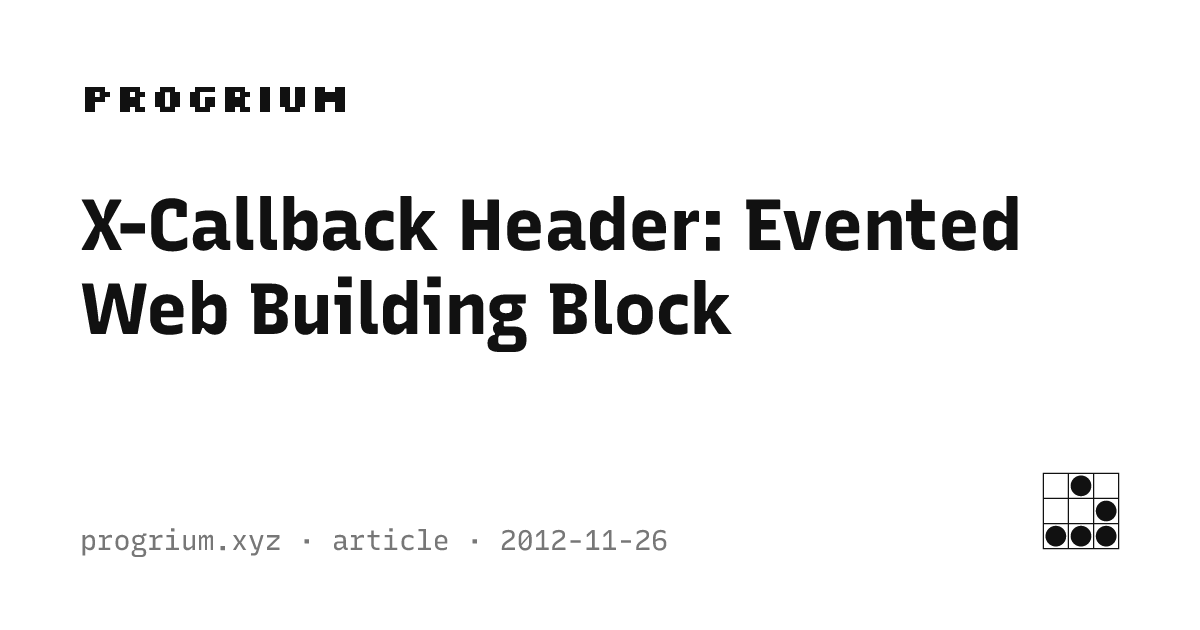 PROGRIUM
X-Callback Header: Evented
Web Building Block
progrium.xyz · article · 2012-11-26